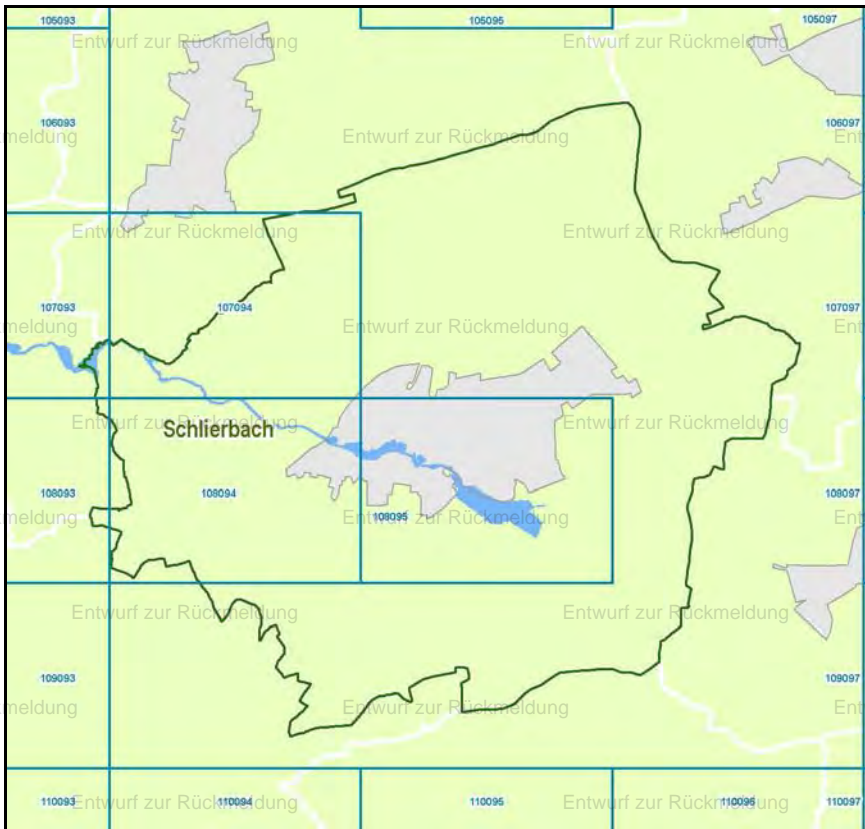 105093 105095 105097
Entwurf zur Rückmeldung Entwurf zur Rückmeldung
106093 106097
meldung Entwurf zur Rückmeldung Ent
Entwurf zur Rückmeldung Entwurf zur Rückmeldung
107093 107094 107097
meldung Entwurf zur Rückmeldung Ent
Entwurf zur Rückmeldung Entwurf zur Rückmeldung
Schlierbach
108093 108094 108097
meldung 108095 Entwurf zur Rückmeldung Ent
Entwurf zur Rückmeldung Entwurf zur Rückmeldung
109093 109097
meldung Entwurf zur Rückmeldung Ent
110093 Entwurf zur Rückmeldung 110094 110095 Entwurf zur Rückmeldung 110096 110097